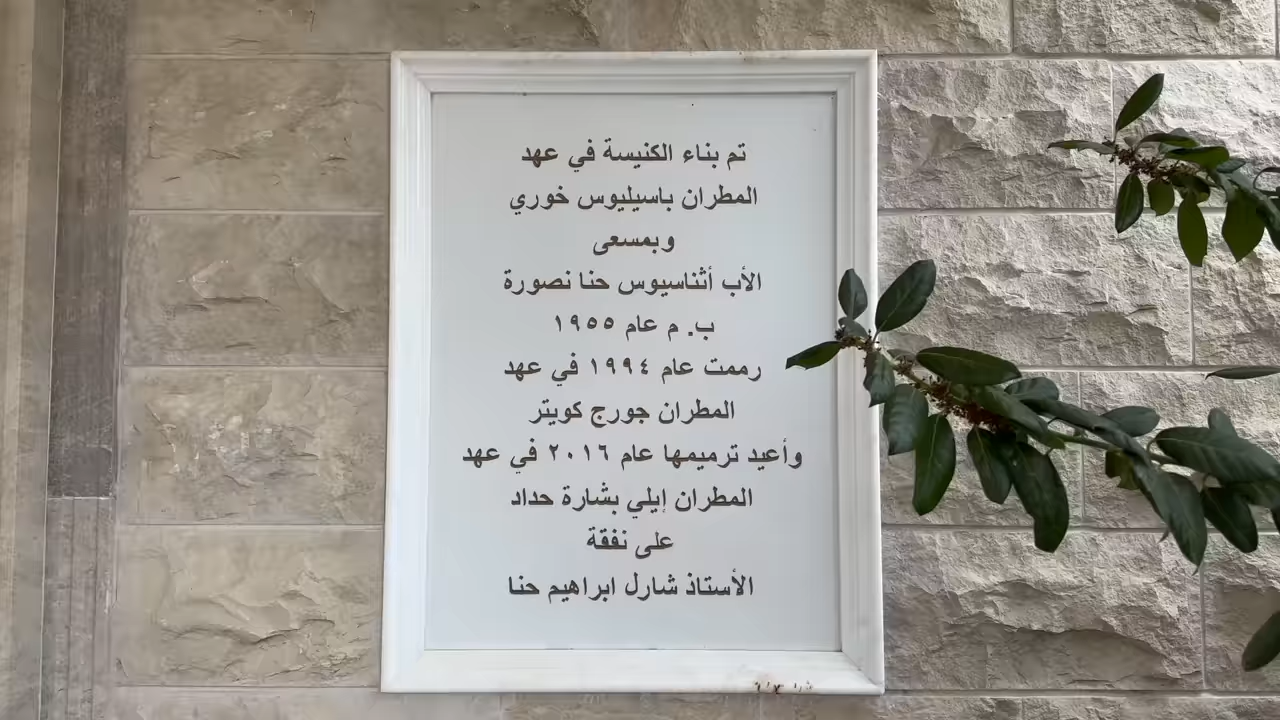 تم بناء الكنيسة في عهد
المطران باسيليوس خوري
وبمسعى
الأب أثناسيوس حنا نصورة
ب. م عام ١٩٥٥
رممت عام ١٩٩٤ في عهد
المطران جورج كويتر
وأعيد ترميمها عام ٢٠١٦ في عهد
المطران إيلي بشارة حداد
على نفقة
الأستاذ شارل ابراهيم حنا